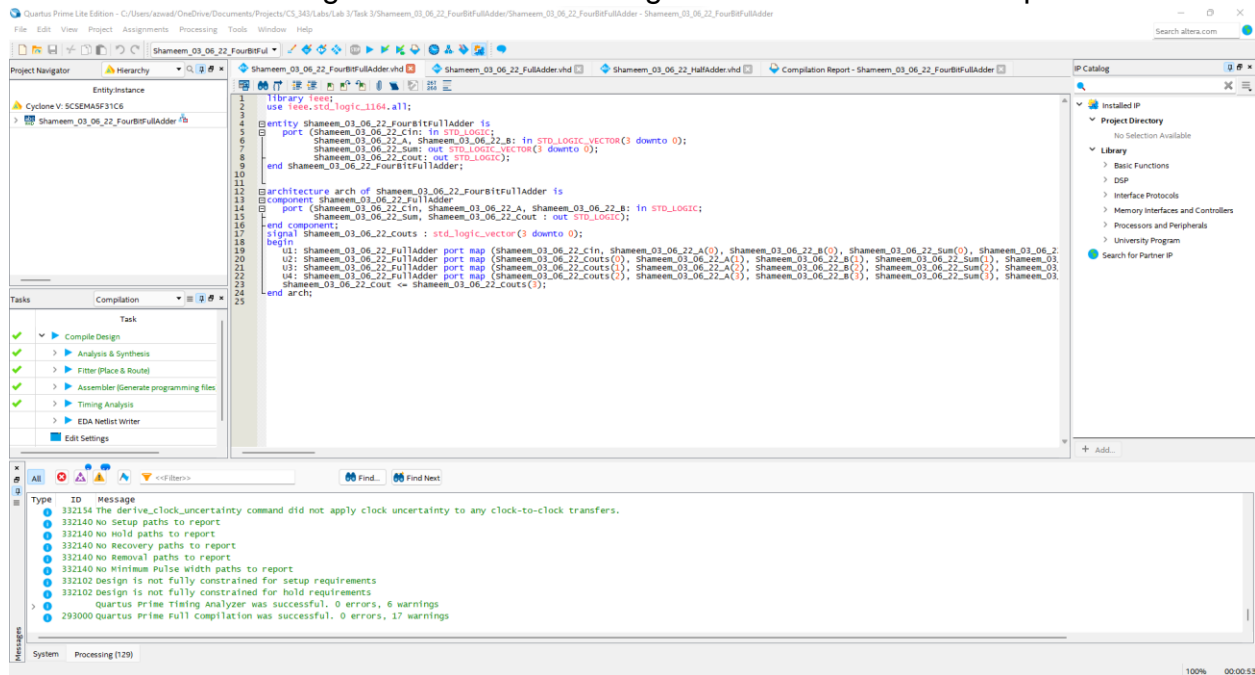 Quartus Prime Lite Edition - C:/Users/azwad/OneDrive/Documents/Projects/CS_343/Labs/Lab 3/Task 3/Shameem_03_06_22_FourBitFullAdder/Shameem_03_06_22_FourBitFullAdder - Shameem_03_06_22_FourBitFullAdder
File Edit View Project Assignments Processing Tools Window Help
Search altera.com
Shameem_03_06_22_FourBitFul
Project Navigator
Hierarchy
Shameem_03_06_22_FourBitFullAdder.vhd
Shameem_03_06_22_FullAdder.vhd
Shameem_03_06_22_HalfAdder.vhd
Compilation Report - Shameem_03_06_22_FourBitFullAdder
IP Catalog
Entity:Instance
Cyclone V: 5CSEMA5F31C6
Shameem_03_06_22_FourBitFullAdder
1 library ieee;
2 use ieee.std_logic_1164.all;
3
4 entity Shameem_03_06_22_FourBitFullAdder is
5 port (Shameem_03_06_22_Cin: in STD_LOGIC;
6 Shameem_03_06_22_A, Shameem_03_06_22_B: in STD_LOGIC_VECTOR(3 downto 0);
7 Shameem_03_06_22_Sum: out STD_LOGIC_VECTOR(3 downto 0);
8 Shameem_03_06_22_Cout: out STD_LOGIC);
9 end Shameem_03_06_22_FourBitFullAdder;
10
11
12 architecture arch of Shameem_03_06_22_FourBitFullAdder is
13 component Shameem_03_06_22_FullAdder
14 port (Shameem_03_06_22_Cin, Shameem_03_06_22_A, Shameem_03_06_22_B: in STD_LOGIC;
15 Shameem_03_06_22_Sum, Shameem_03_06_22_Cout : out STD_LOGIC);
16 end component;
17 signal Shameem_03_06_22_Couts : std_logic_vector(3 downto 0);
18 begin
19 u1: Shameem_03_06_22_FullAdder port map (Shameem_03_06_22_Cin, Shameem_03_06_22_A(0), Shameem_03_06_22_B(0), Shameem_03_06_22_Sum(0), Shameem_03_06_2
20 u2: Shameem_03_06_22_FullAdder port map (Shameem_03_06_22_Couts(0), Shameem_03_06_22_A(1), Shameem_03_06_22_B(1), Shameem_03_06_22_Sum(1), Shameem_03
21 u3: Shameem_03_06_22_FullAdder port map (Shameem_03_06_22_Couts(1), Shameem_03_06_22_A(2), Shameem_03_06_22_B(2), Shameem_03_06_22_Sum(2), Shameem_03
22 u4: Shameem_03_06_22_FullAdder port map (Shameem_03_06_22_Couts(2), Shameem_03_06_22_A(3), Shameem_03_06_22_B(3), Shameem_03_06_22_Sum(3), Shameem_03
23 Shameem_03_06_22_Cout <= Shameem_03_06_22_Couts(3);
24 end arch;
25
Installed IP
Project Directory
No Selection Available
Library
Basic Functions
DSP
Interface Protocols
Memory Interfaces and Controllers
Processors and Peripherals
University Program
Search for Partner IP
+ Add...
Tasks
Compilation
Task
Compile Design
Analysis & Synthesis
Fitter (Place & Route)
Assembler (Generate programming files
Timing Analysis
EDA Netlist Writer
Edit Settings
All
<<Filter>>
Find...
Find Next
Type ID Message
332154 The derive_clock_uncertainty command did not apply clock uncertainty to any clock-to-clock transfers.
332140 No Setup paths to report
332140 No Hold paths to report
332140 No Recovery paths to report
332140 No Removal paths to report
332140 No Minimum Pulse Width paths to report
332102 Design is not fully constrained for setup requirements
332102 Design is not fully constrained for hold requirements
Quartus Prime Timing Analyzer was successful. 0 errors, 6 warnings
293000 Quartus Prime Full Compilation was successful. 0 errors, 17 warnings
Messages
System Processing (129)
100% 00:00:53